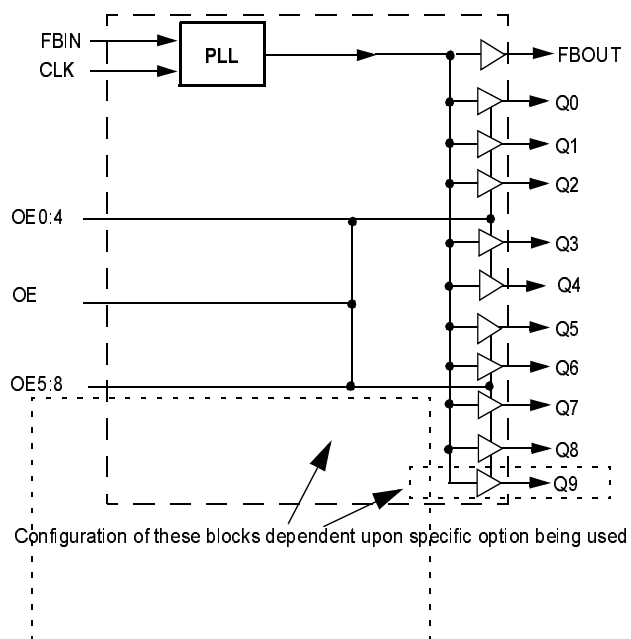 FBIN
CLK
PLL
FBOUT
Q0
Q1
Q2
OE0:4
Q3
OE
Q4
Q5
Q6
OE5:8
Q7
Q8
Q9
Configuration of these blocks dependent upon specific option being used